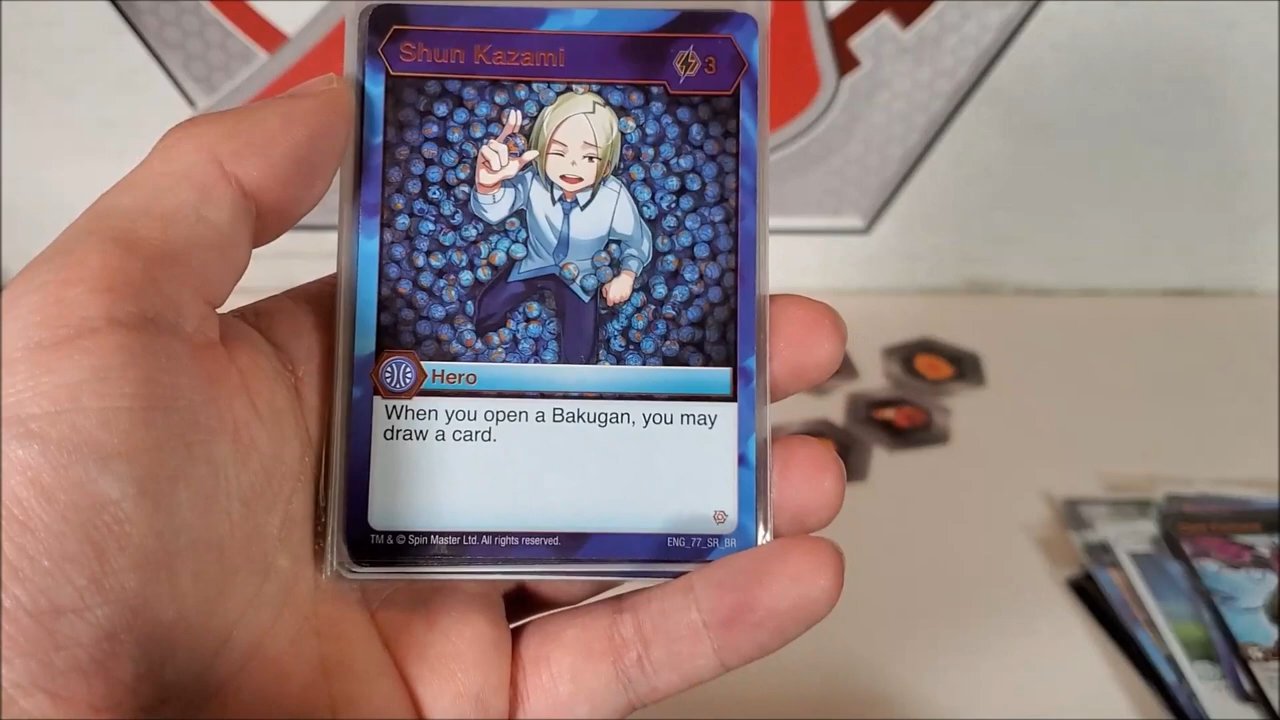 Shun Kazami
3
Hero
When you open a Bakugan, you may
draw a card.
TM & © Spin Master Ltd. All rights reserved.
ENG_77_SR_BR